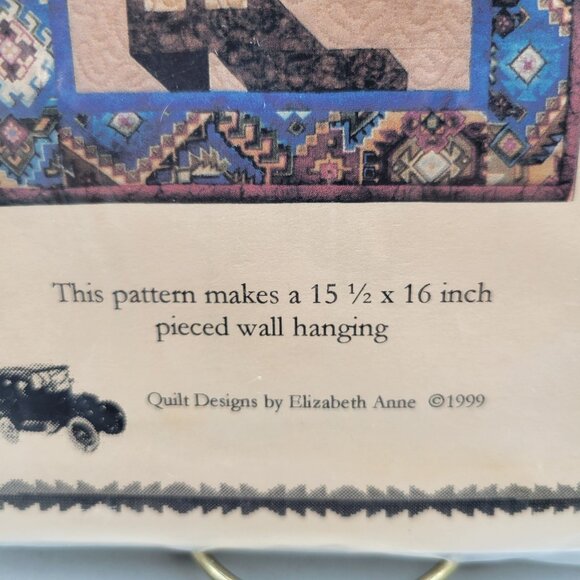 This pattern makes a 15 ½ x 16 inch
pieced wall hanging
Quilt Designs by Elizabeth Anne ©1999